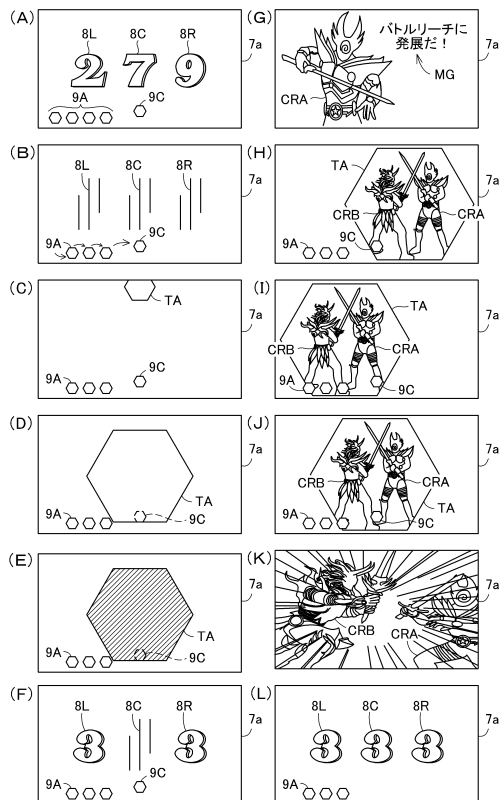 (A)
8L 8C 8R
7a
2 7 9
9A
9C
(B)
8L 8C 8R
7a
9A
9C
(C)
TA
7a
9A
9C
(D)
7a
TA
9A
9C
(E)
7a
TA
9A
9C
(F)
8L 8C 8R
7a
3 3
9A
9C
(G)
バトルリーチに
発展だ！
7a
MG
CRA
(H)
TA
7a
CRB
CRA
9C
9A
(I)
TA
7a
CRB
CRA
9A
9C
(J)
7a
CRB
CRA
TA
9A
9C
(K)
7a
CRB
CRA
(L)
8L 8C 8R
7a
3 3 3
9A